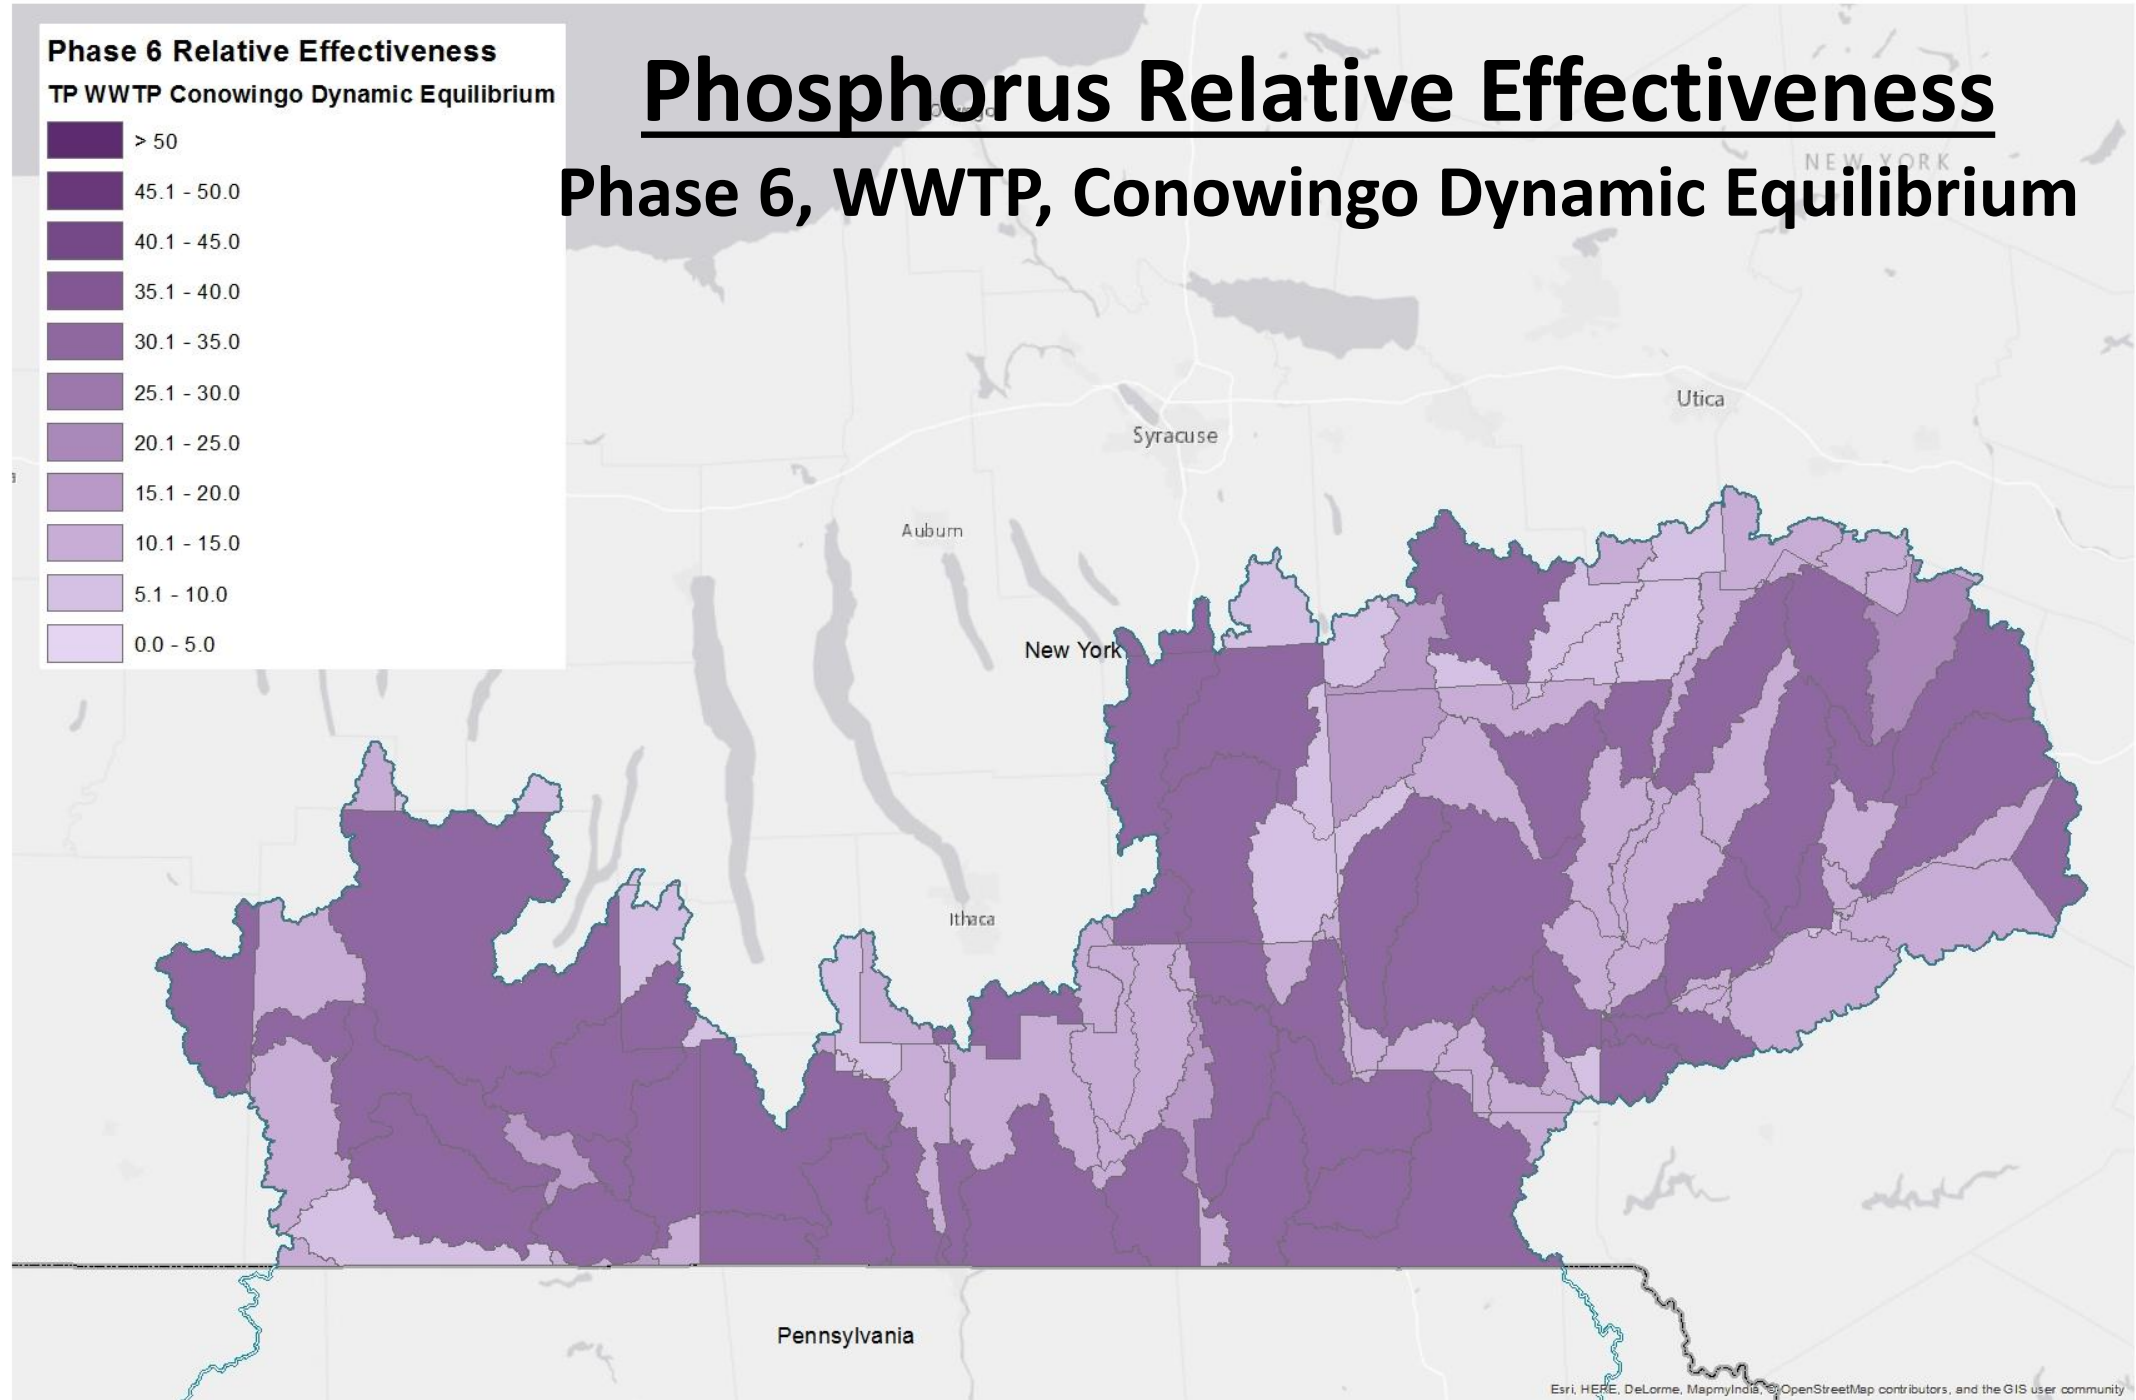 Phosphorus Relative Effectiveness
Phase 6, WWTP, Conowingo Dynamic Equilibrium
Phase 6 Relative Effectiveness
TP WWTP Conowingo Dynamic Equilibrium
> 50
45.1 - 50.0
40.1 - 45.0
35.1 - 40.0
30.1 - 35.0
25.1 - 30.0
20.1 - 25.0
15.1 - 20.0
10.1 - 15.0
5.1 - 10.0
0.0 - 5.0
NEW YORK
Utica
Syracuse
Auburn
New York
Ithaca
Pennsylvania
Esri, HERE, DeLorme, MapmyIndia, © OpenStreetMap contributors, and the GIS user community